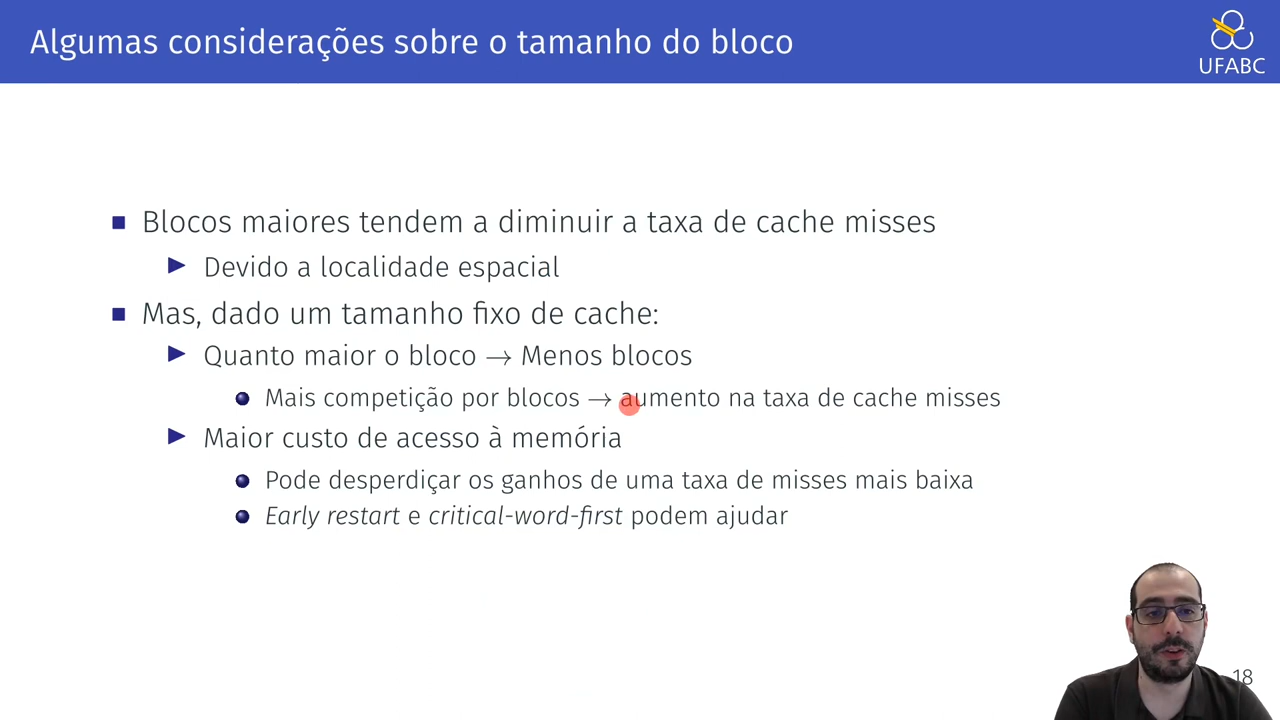 Algumas considerações sobre o tamanho do bloco
UFABC
Blocos maiores tendem a diminuir a taxa de cache misses
Devido a localidade espacial
Mas, dado um tamanho fixo de cache:
Quanto maior o bloco → Menos blocos
Mais competição por blocos → aumento na taxa de cache misses
Maior custo de acesso à memória
Pode desperdiçar os ganhos de uma taxa de misses mais baixa
Early restart e critical-word-first podem ajudar
18